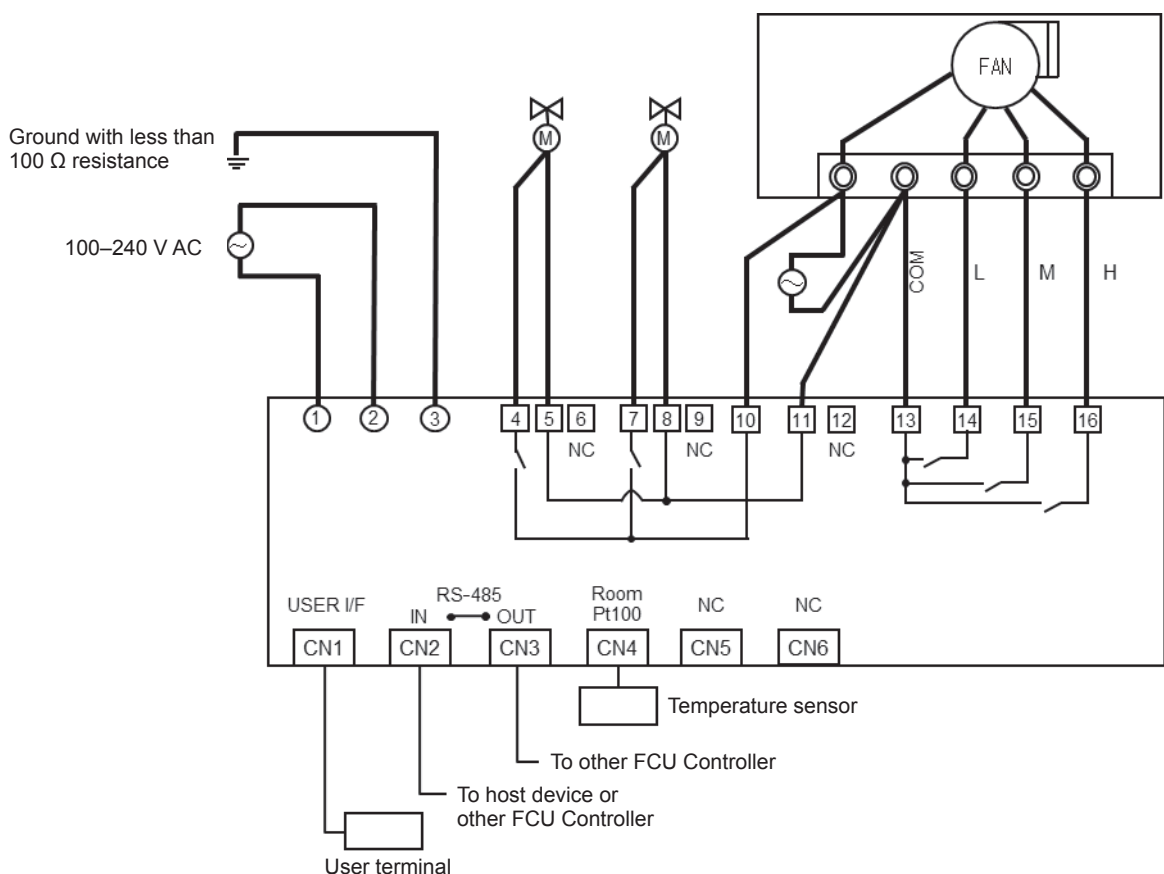 FAN
Ground with less than
100 Ω resistance
M
M
100–240 V AC
COM
L
M
H
1
2
3
4
5
6
7
8
9
10
11
12
13
14
15
16
NC
NC
NC
USER I/F
IN
RS-485
OUT
Room
Pt100
NC
NC
CN1
CN2
CN3
CN4
CN5
CN6
Temperature sensor
To other FCU Controller
To host device or
other FCU Controller
User terminal